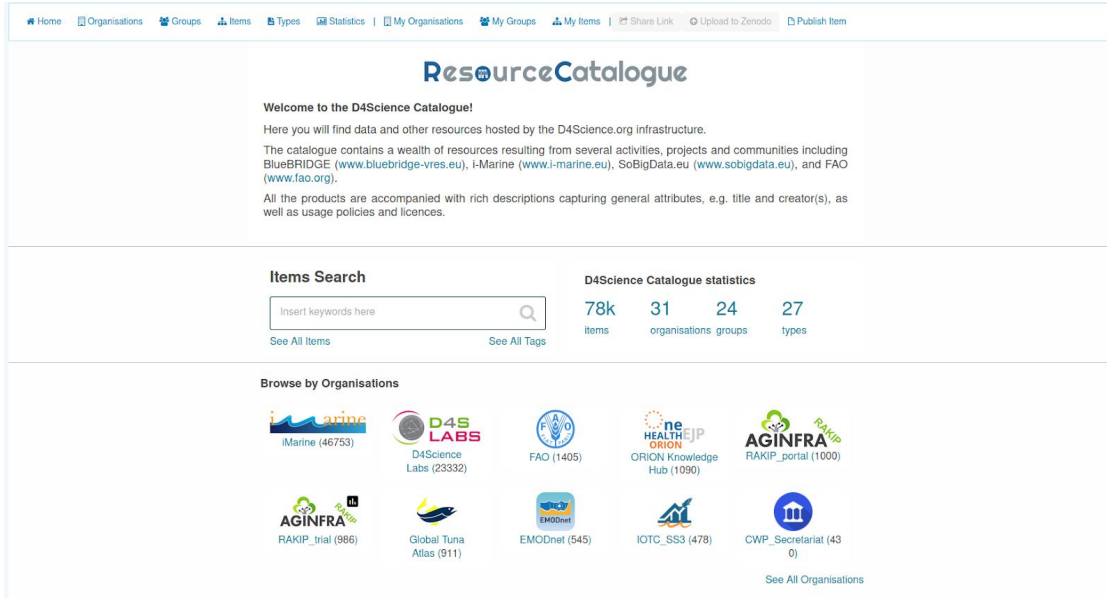 Home Organisations Groups Items Types Statistics | My Organisations My Groups My Items | Share Link Upload to Zenodo Publish Item
ResourceCatalogue
Welcome to the D4Science Catalogue!
Here you will find data and other resources hosted by the D4Science.org infrastructure.
The catalogue contains a wealth of resources resulting from several activities, projects and communities including
BlueBRIDGE (www.bluebridge-vres.eu), i-Marine (www.i-marine.eu), SoBigData.eu (www.sobigdata.eu), and FAO
(www.fao.org).
All the products are accompanied with rich descriptions capturing general attributes, e.g. title and creator(s), as
well as usage policies and licences.
Items Search
Insert keywords here
See All Items See All Tags
D4Science Catalogue statistics
78k 31 24 27
items organisations groups types
Browse by Organisations
i marine
iMarine (46753)
D4S
LABS
D4Science
Labs (23332)
FAO
FAO (1405)
One
HEALTH EJP
ORION
ORION Knowledge
Hub (1090)
AGINFRA RAKIP
RAKIP_portal (1000)
AGINFRA RAKIP
RAKIP_trial (986)
Global Tuna
Atlas (911)
EMODnet
EMODnet (545)
IOTC_SS3 (478)
CWP_Secretariat (43
0)
See All Organisations